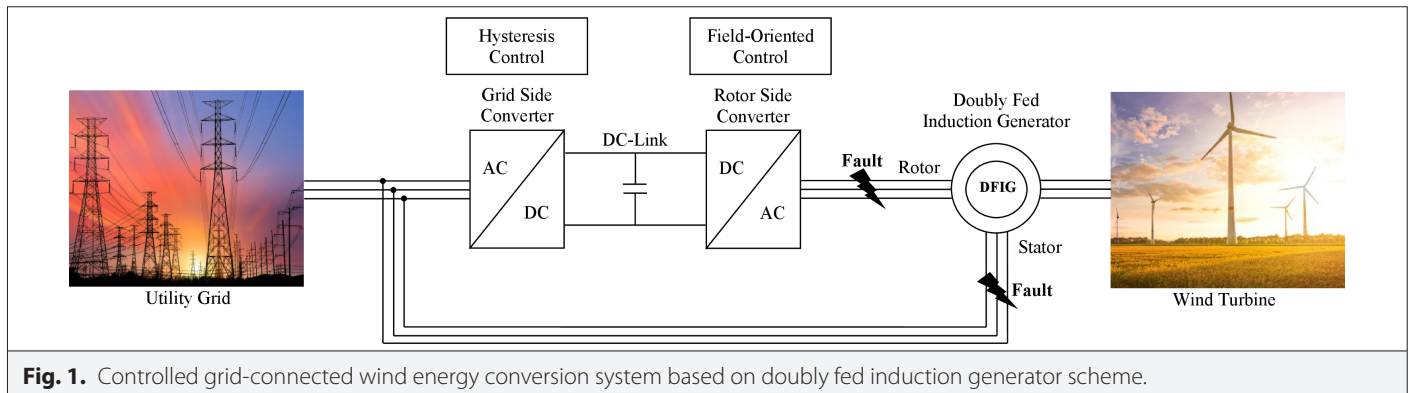 Hysteresis
Control
Field-Oriented
Control
Grid Side
Converter
Rotor Side
Converter
Doubly Fed
Induction Generator
DC-Link
AC
DC
DC
AC
Fault
Rotor
DFIG
Stator
Fault
Utility Grid
Wind Turbine
Fig. 1. Controlled grid-connected wind energy conversion system based on doubly fed induction generator scheme.